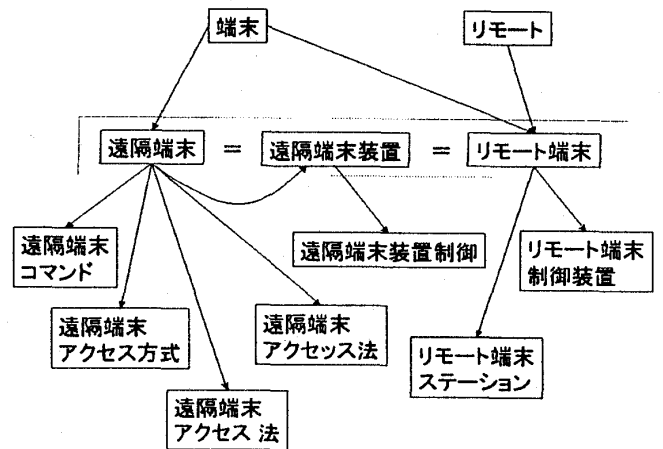 端末
リモート
遠隔端末 = 遠隔端末装置 = リモート端末
遠隔端末
コマンド
遠隔端末装置制御
リモート端末
制御装置
遠隔端末
アクセス方式
遠隔端末
アクセッス法
リモート端末
ステーション
遠隔端末
アクセス 法